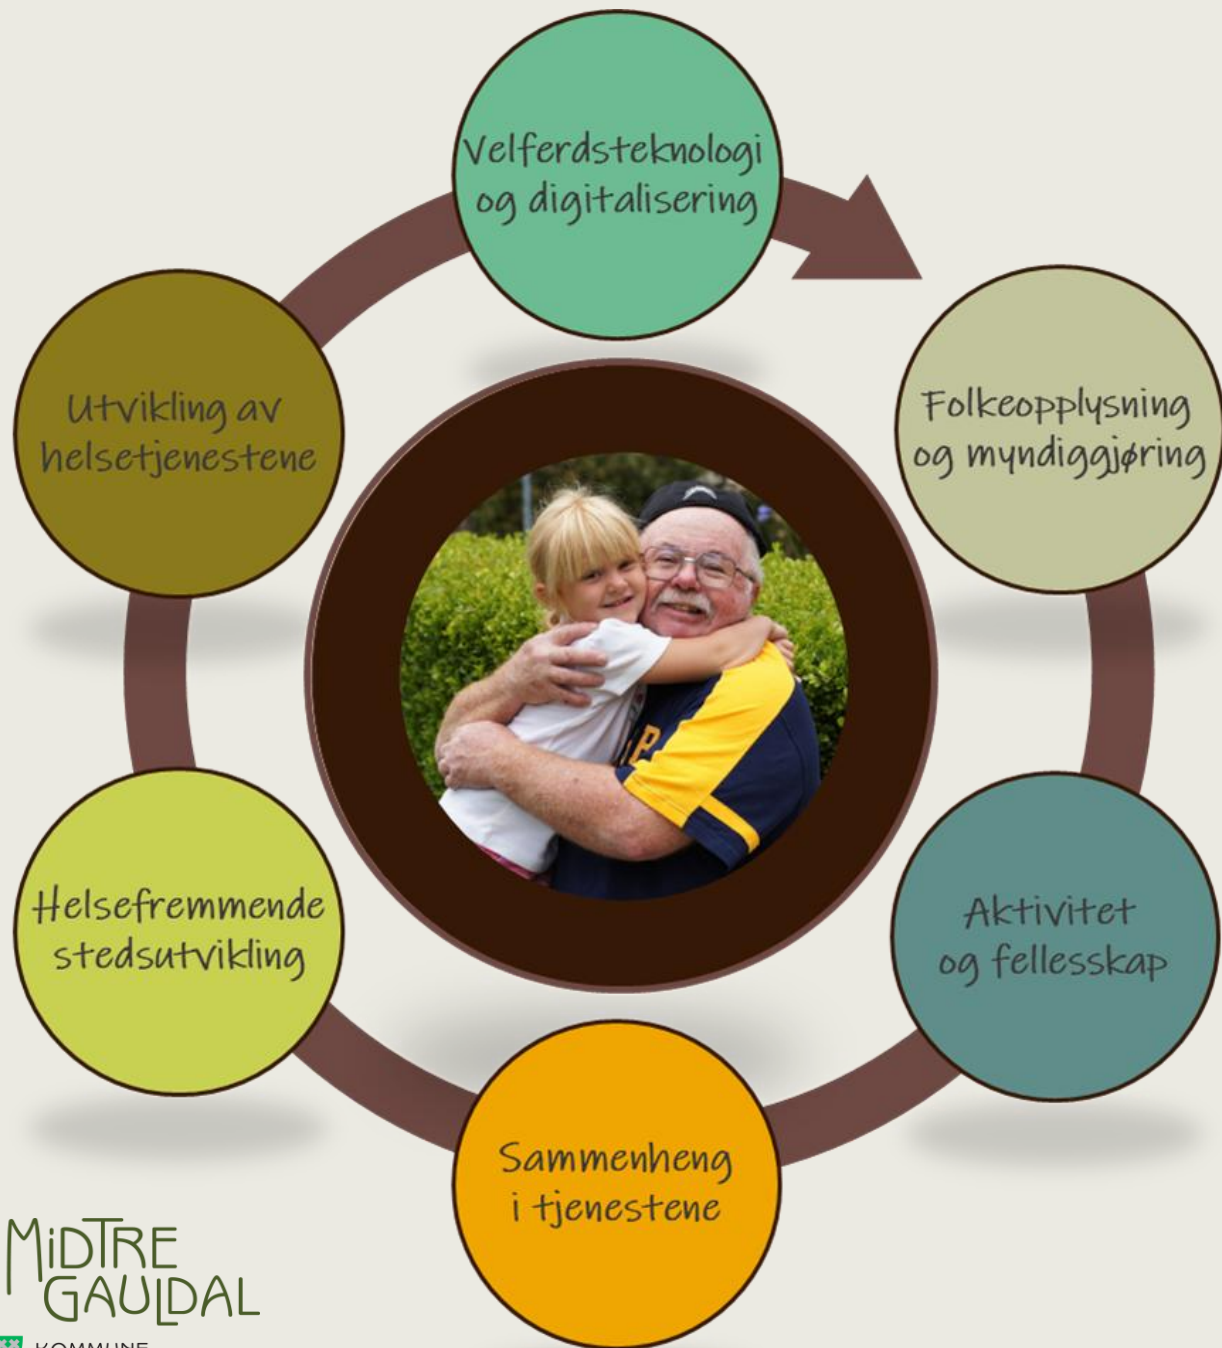 Velferdsteknologi
og digitalisering
Folkeopplysning
og myndiggjøring
Aktivitet
og fellesskap
Sammenheng
i tjenestene
Helsefremmende
stedsutvikling
Utvikling av
helsetjenestene
MiDTRE
GAULDAL
KOMMUNE